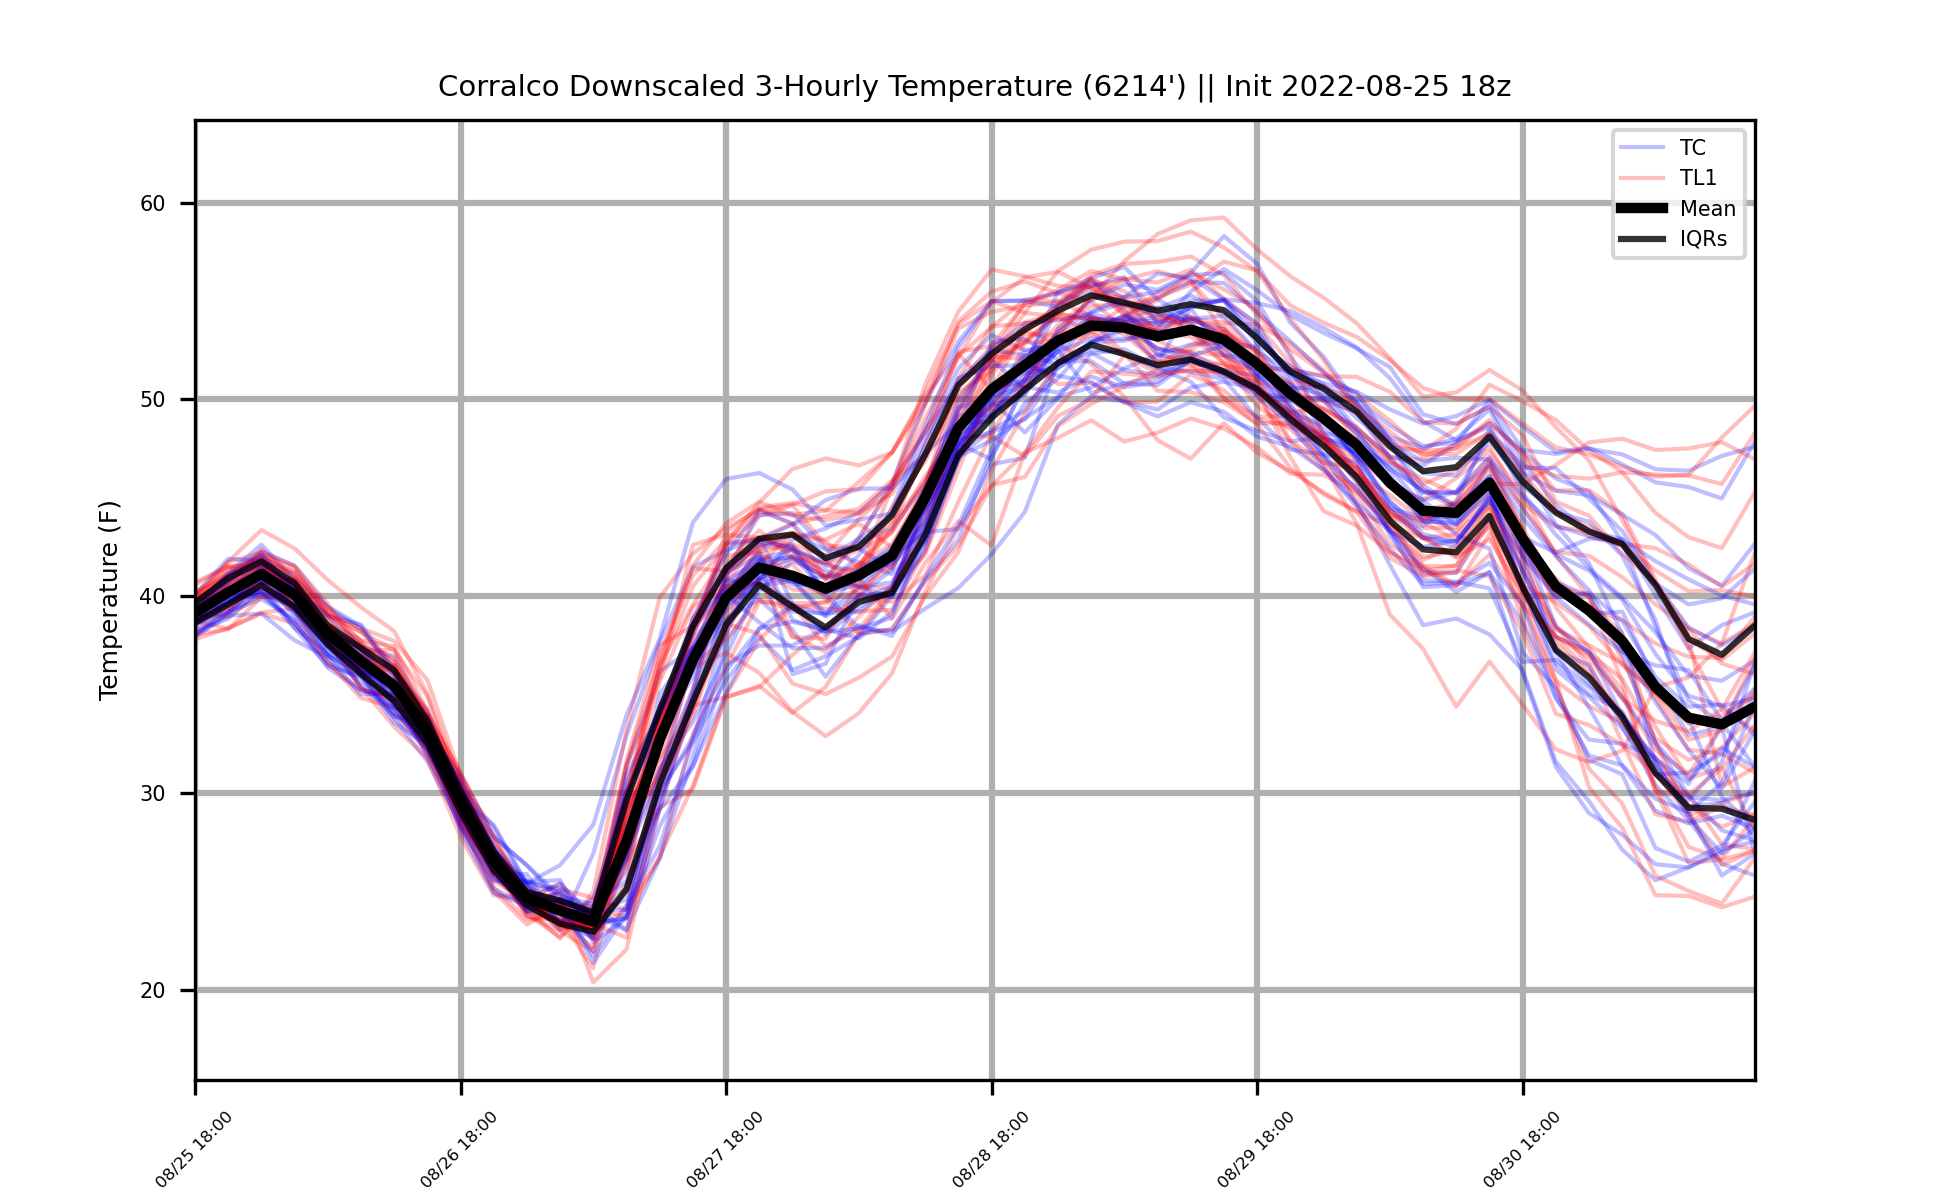 Corralco Downscaled 3-Hourly Temperature (6214') || Init 2022-08-25 18z
TC
TL1
Mean
IQRs
Temperature (F)
60
50
40
30
20
08/25 18:00
08/26 18:00
08/27 18:00
08/28 18:00
08/29 18:00
08/30 18:00